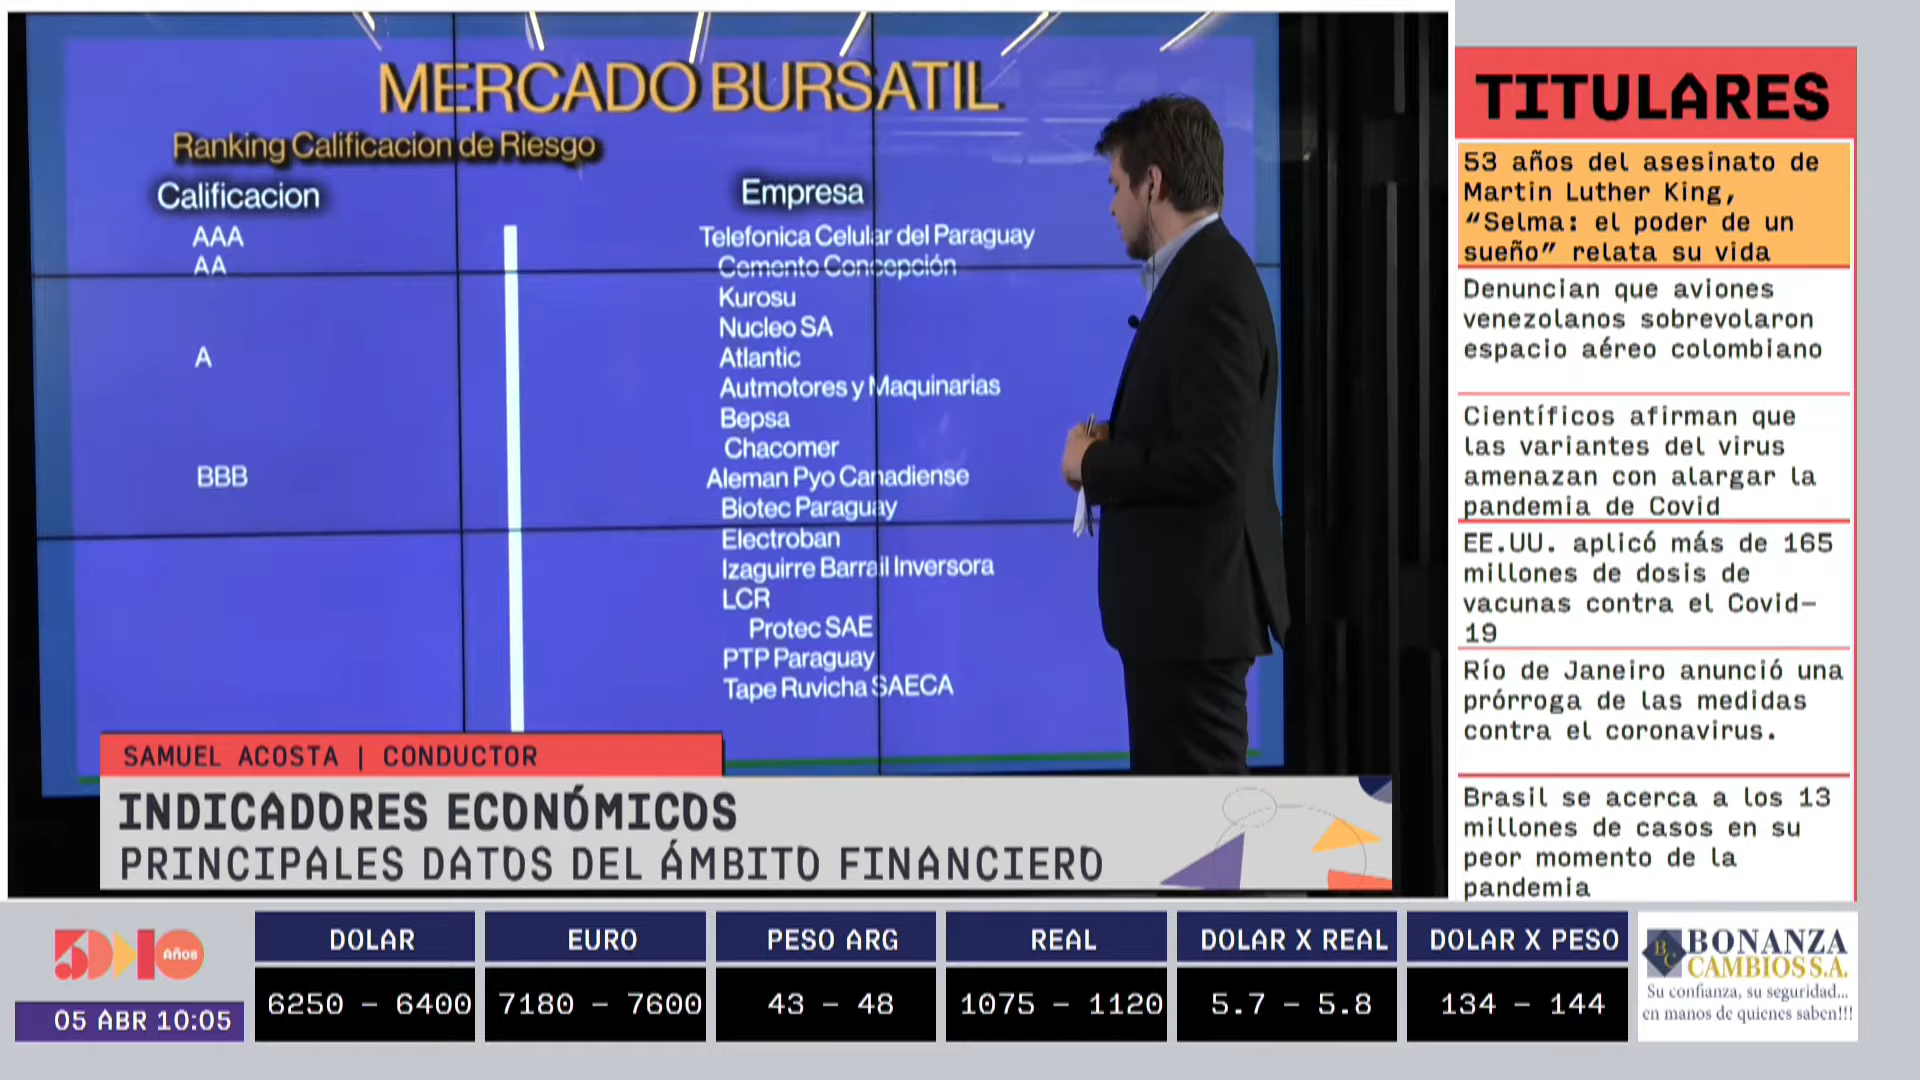 MERCADO BURSATIL
Ranking Calificacion de Riesgo
Calificacion
Empresa
AAA
Telefonica Celular del Paraguay
AA
Cemento Concepción
Kurosu
Nucleo SA
A
Atlantic
Autmotores y Maquinarias
Bepsa
Chacomer
BBB
Aleman Pyo Canadiense
Biotec Paraguay
Electroban
Izaguirre Barrail Inversora
LCR
Protec SAE
PTP Paraguay
Tape Ruvicha SAECA
SAMUEL ACOSTA | CONDUCTOR
INDICADORES ECONÓMICOS
PRINCIPALES DATOS DEL ÁMBITO FINANCIERO
TITULARES
53 años del asesinato de
Martin Luther King,
“Selma: el poder de un
sueño” relata su vida
Denuncian que aviones
venezolanos sobrevolaron
espacio aéreo colombiano
Científicos afirman que
las variantes del virus
amenazan con alargar la
pandemia de Covid
EE.UU. aplicó más de 165
millones de dosis de
vacunas contra el Covid–
19
Río de Janeiro anunció una
prórroga de las medidas
contra el coronavirus.
Brasil se acerca a los 13
millones de casos en su
peor momento de la
pandemia
Años
05 ABR 10:05
DOLAR
6250 – 6400
EURO
7180 – 7600
PESO ARG
43 – 48
REAL
1075 – 1120
DOLAR X REAL
5.7 – 5.8
DOLAR X PESO
134 – 144
BC
BONANZA
CAMBIOS S.A.
Su confianza, su seguridad...
en manos de quienes saben!!!